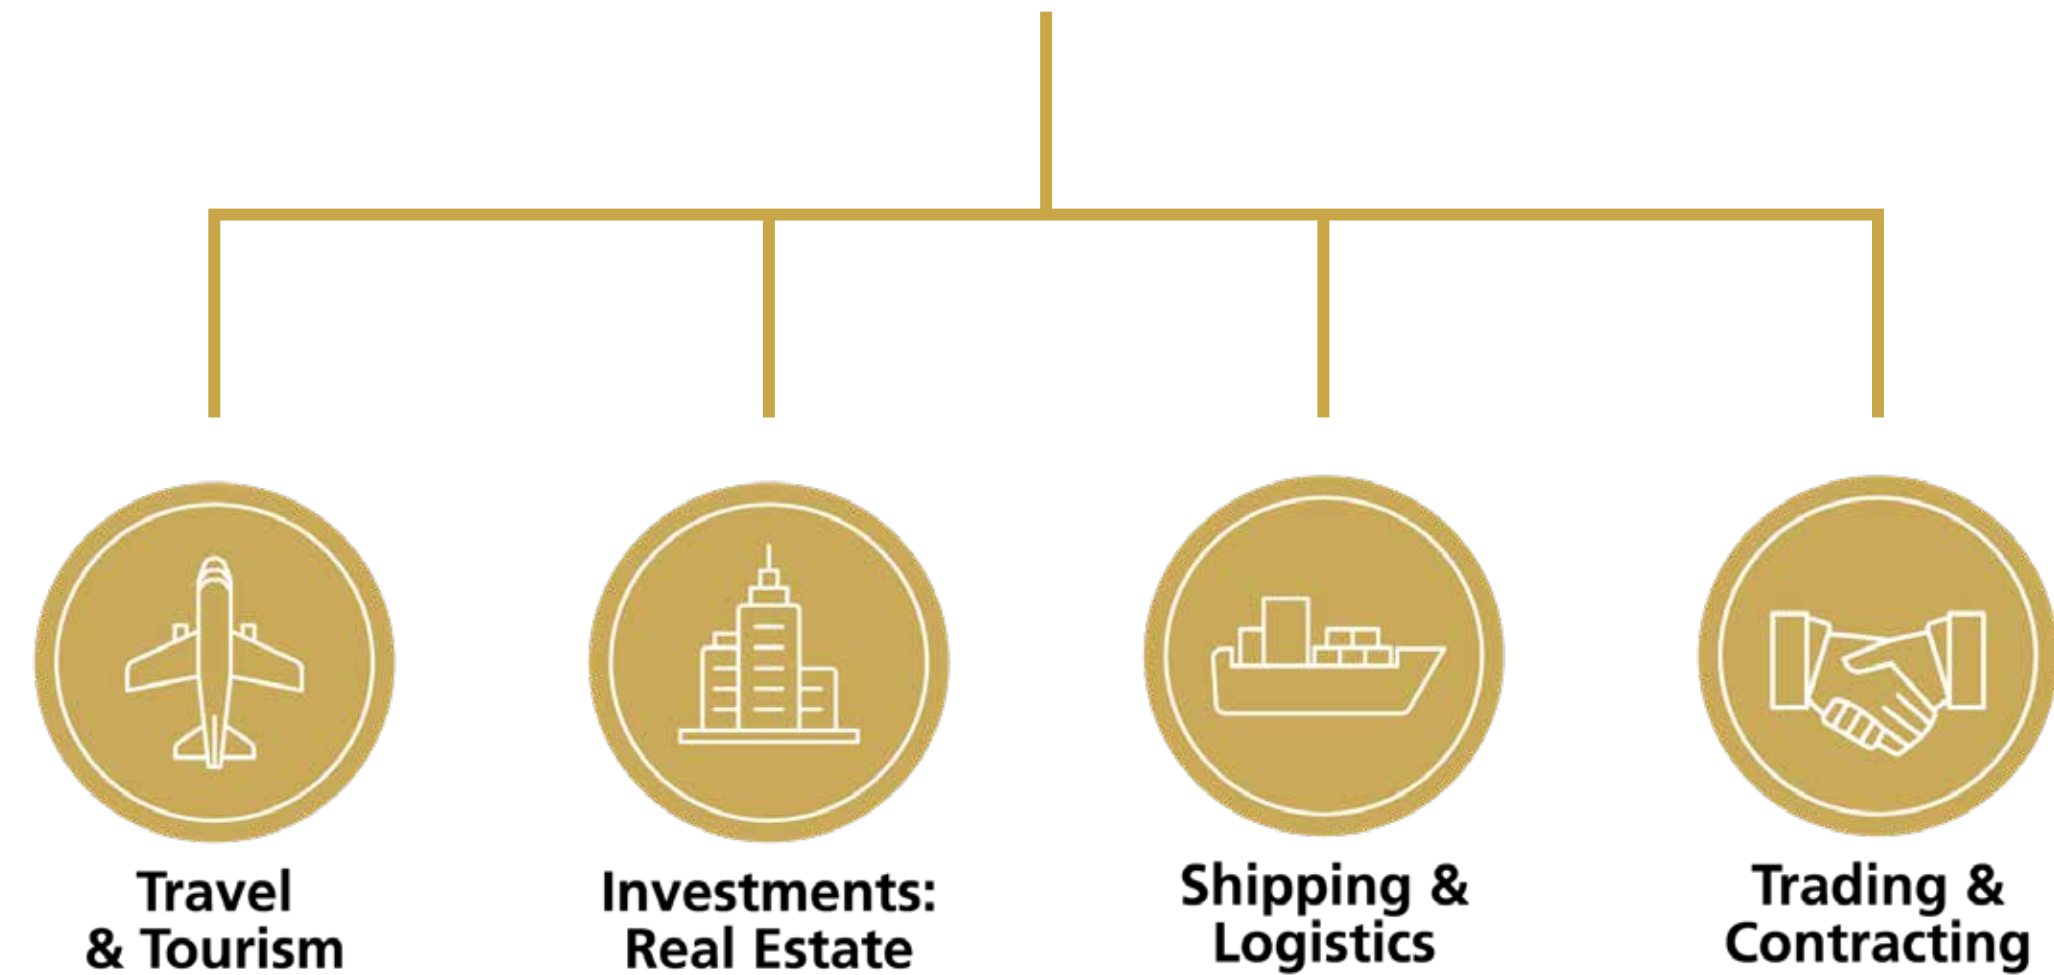 Travel
& Tourism
Investments:
Real Estate
Shipping &
Logistics
Trading &
Contracting